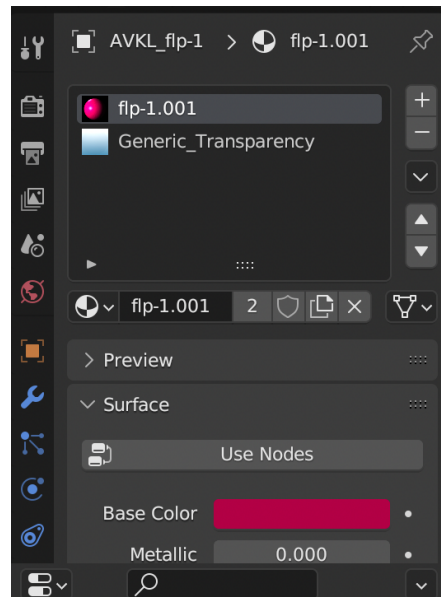 AVKL_flp-1 > flp-1.001
flp-1.001
Generic_Transparency
flp-1.001 2
Preview
Surface
Use Nodes
Base Color
Metallic 0.000